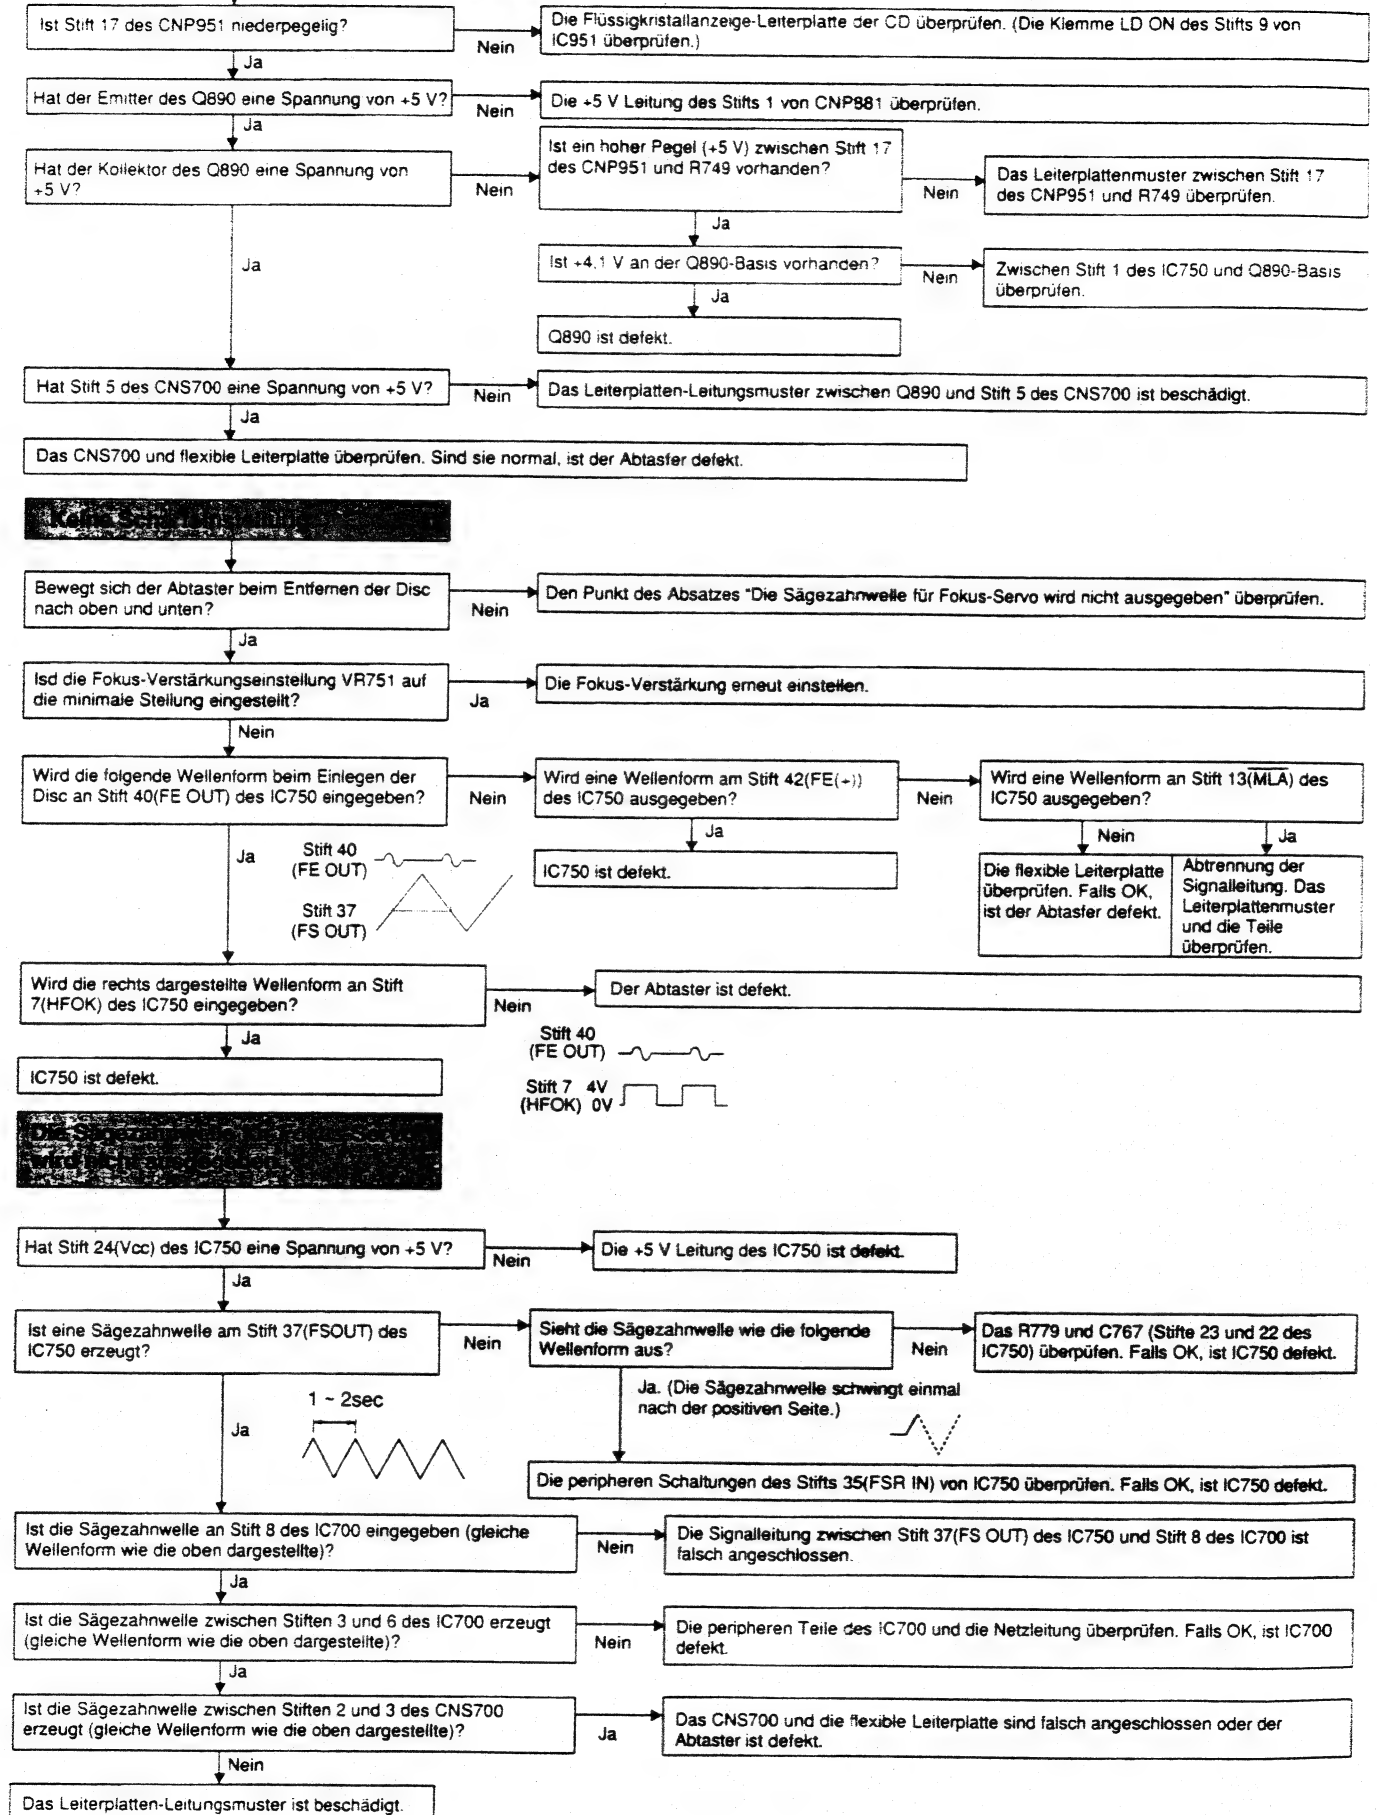 Ist Stift 17 des CNP951 niederpegelig?
Nein
Die Flüssigkristallanzeige-Leiterplatte der CD überprüfen. (Die Klemme LD ON des Stifts 9 von
IC951 überprüfen.)
Ja
Hat der Emitter des Q890 eine Spannung von +5 V?
Nein
Die +5 V Leitung des Stifts 1 von CNP881 überprüfen.
Ja
Hat der Kollektor des Q890 eine Spannung von
+5 V?
Nein
Ist ein hoher Pegel (+5 V) zwischen Stift 17
des CNP951 und R749 vorhanden?
Nein
Das Leiterplattenmuster zwischen Stift 17
des CNP951 und R749 überprüfen.
Ja
Ja
Ist +4,1 V an der Q890-Basis vorhanden?
Nein
Zwischen Stift 1 des IC750 und Q890-Basis
überprüfen.
Ja
Q890 ist defekt.
Hat Stift 5 des CNS700 eine Spannung von +5 V?
Nein
Das Leiterplatten-Leitungsmuster zwischen Q890 und Stift 5 des CNS700 ist beschädigt.
Ja
Das CNS700 und flexible Leiterplatte überprüfen. Sind sie normal, ist der Abtasfer defekt.
Keine Scharfeinstellung
Bewegt sich der Abtaster beim Entfernen der Disc
nach oben und unten?
Nein
Den Punkt des Absatzes "Die Sägezahnwelle für Fokus-Servo wird nicht ausgegeben" überprüfen.
Ja
Isd die Fokus-Verstärkungseinstellung VR751 auf
die minimale Stellung eingestellt?
Ja
Die Fokus-Verstärkung erneut einstellen.
Nein
Wird die folgende Wellenform beim Einlegen der
Disc an Stift 40(FE OUT) des IC750 eingegeben?
Nein
Wird eine Wellenform am Stift 42(FE(+))
des IC750 ausgegeben?
Nein
Wird eine Wellenform an Stift 13(MLA) des
IC750 ausgegeben?
Ja
Stift 40
(FE OUT)
Stift 37
(FS OUT)
Ja
IC750 ist defekt.
Nein
Die flexible Leiterplatte
überprüfen. Falls OK,
ist der Abtasfer defekt.
Ja
Abtrennung der
Signalleitung. Das
Leiterplattenmuster
und die Teile
überprüfen.
Wird die rechts dargestellte Wellenform an Stift
7(HFOK) des IC750 eingegeben?
Nein
Der Abtaster ist defekt.
Ja
Stift 40
(FE OUT)
Stift 7 4V
(HFOK) 0V
IC750 ist defekt.
Die Sägezahnwelle für Fokus-Servo
wird nicht ausgegeben
Hat Stift 24(Vcc) des IC750 eine Spannung von +5 V?
Nein
Die +5 V Leitung des IC750 ist defekt.
Ja
Ist eine Sägezahnwelle am Stift 37(FSOUT) des
IC750 erzeugt?
Nein
Sieht die Sägezahnwelle wie die folgende
Wellenform aus?
Nein
Das R779 und C767 (Stifte 23 und 22 des
IC750) überpüfen. Falls OK, ist IC750 defekt.
Ja
1 ~ 2sec
Ja. (Die Sägezahnwelle schwingt einmal
nach der positiven Seite.)
Die peripheren Schaltungen des Stifts 35(FSR IN) von IC750 überprüfen. Falls OK, ist IC750 defekt.
Ist die Sägezahnwelle an Stift 8 des IC700 eingegeben (gleiche
Wellenform wie die oben dargestellte)?
Nein
Die Signalleitung zwischen Stift 37(FS OUT) des IC750 und Stift 8 des IC700 ist
falsch angeschlossen.
Ja
Ist die Sägezahnwelle zwischen Stiften 3 und 6 des IC700 erzeugt
(gleiche Wellenform wie die oben dargestellte)?
Nein
Die peripheren Teile des IC700 und die Netzleitung überprüfen. Falls OK, ist IC700
defekt.
Ja
Ist die Sägezahnwelle zwischen Stiften 2 und 3 des CNS700
erzeugt (gleiche Wellenform wie die oben dargestellte)?
Ja
Das CNS700 und die flexible Leiterplatte sind falsch angeschlossen oder der
Abtaster ist defekt.
Nein
Das Leiterplatten-Leitungsmuster ist beschädigt.